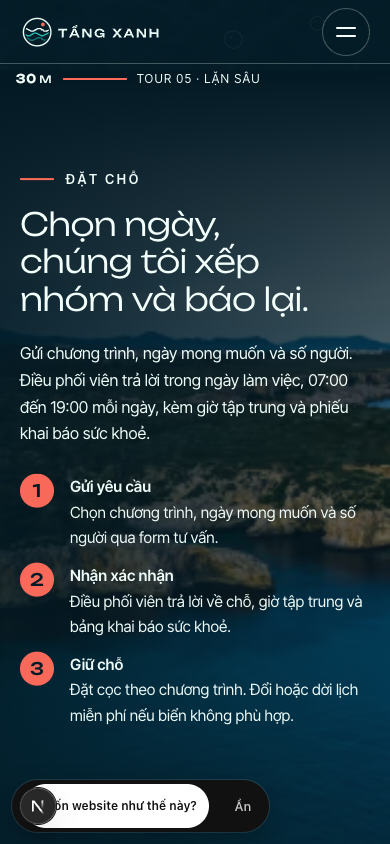 TẦNG XANH
30 M TOUR 05 · LẶN SÂU
ĐẶT CHỖ
Chọn ngày,
chúng tôi xếp
nhóm và báo lại.
Gửi chương trình, ngày mong muốn và số người.
Điều phối viên trả lời trong ngày làm việc, 07:00
đến 19:00 mỗi ngày, kèm giờ tập trung và phiếu
khai báo sức khoẻ.
1 Gửi yêu cầu
Chọn chương trình, ngày mong muốn và số
người qua form tư vấn.
2 Nhận xác nhận
Điều phối viên trả lời về chỗ, giờ tập trung và
bảng khai báo sức khoẻ.
3 Giữ chỗ
Đặt cọc theo chương trình. Đổi hoặc dời lịch
miễn phí nếu biển không phù hợp.
N website như thế này? Ẩn